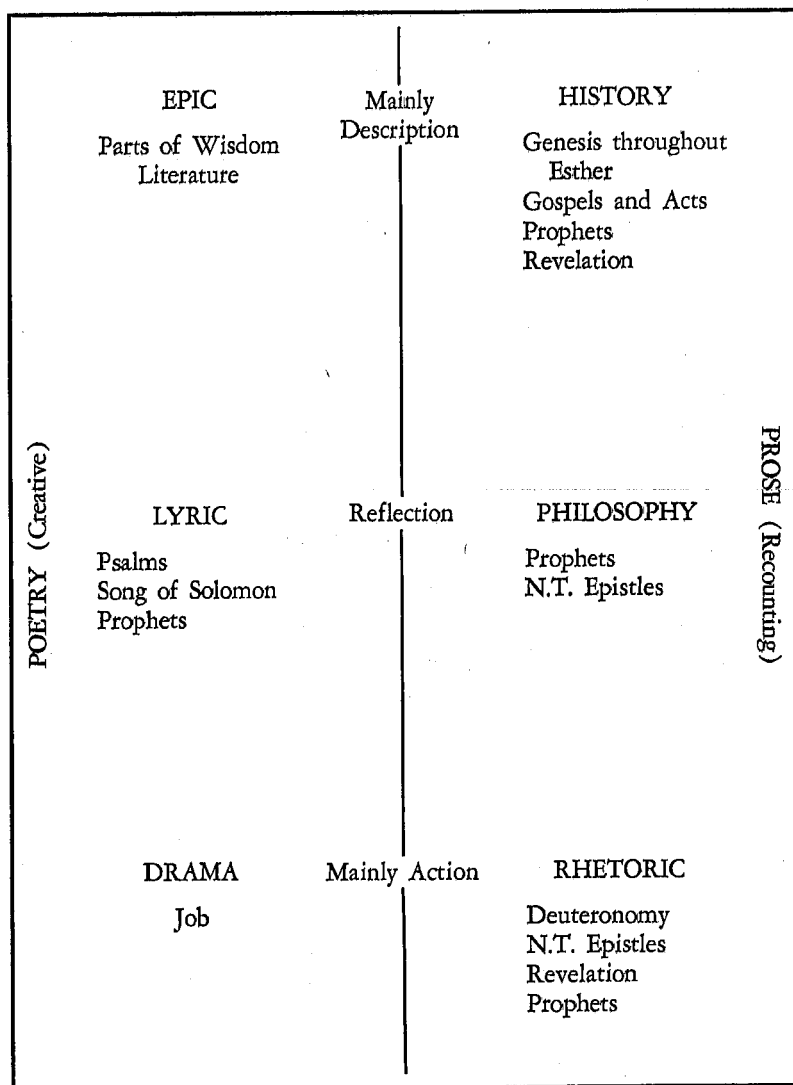 POETRY (Creative)
EPIC
Parts of Wisdom
Literature
Mainly
Description
HISTORY
Genesis throughout
Esther
Gospels and Acts
Prophets
Revelation
LYRIC
Psalms
Song of Solomon
Prophets
Reflection
PHILOSOPHY
Prophets
N.T. Epistles
DRAMA
Job
Mainly Action
RHETORIC
Deuteronomy
N.T. Epistles
Revelation
Prophets
PROSE (Recounting)